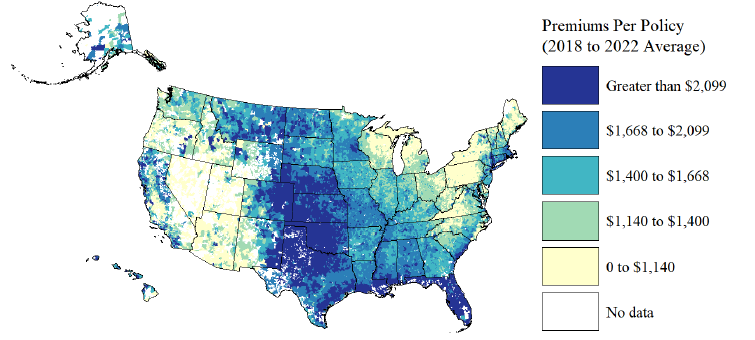 Premiums Per Policy
(2018 to 2022 Average)
Greater than $2,099
$1,668 to $2,099
$1,400 to $1,668
$1,140 to $1,400
0 to $1,140
No data